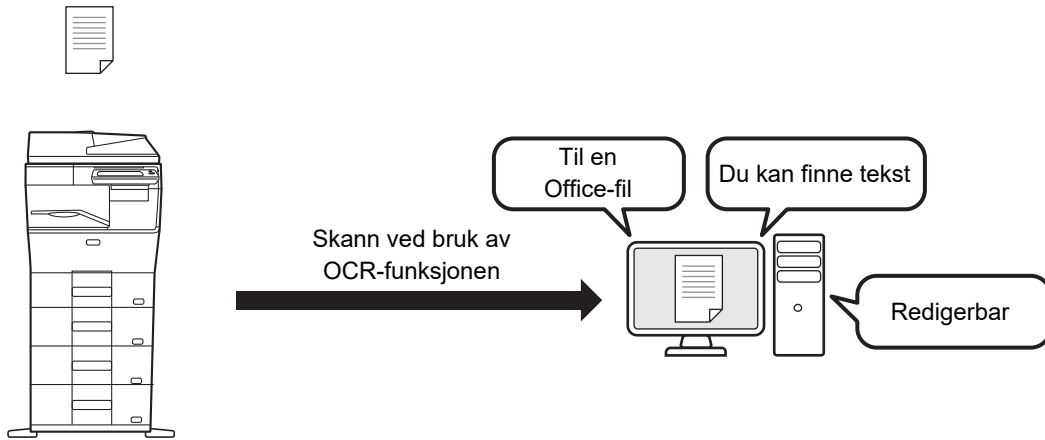 Til en
Office-fil
Du kan finne tekst
Skann ved bruk av
OCR-funksjonen
Redigerbar